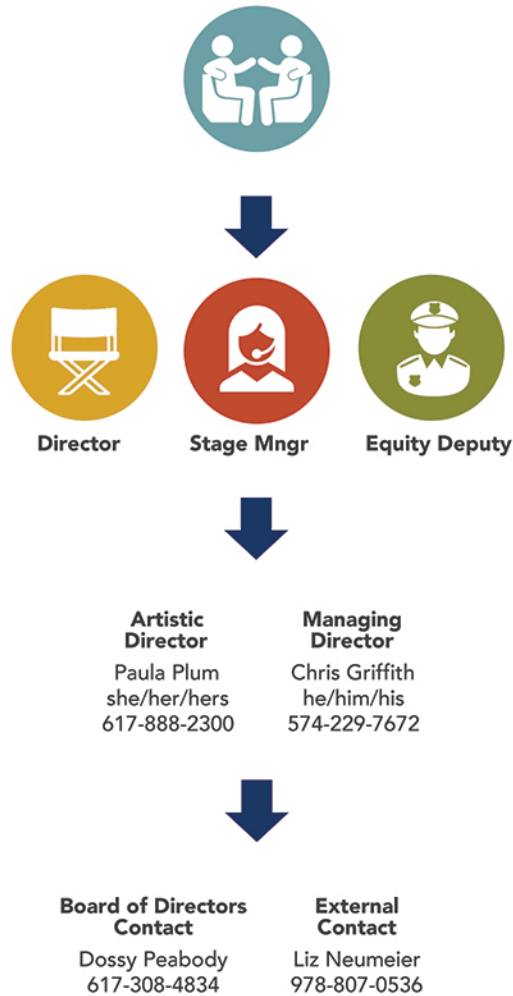 Director
Stage Mngr
Equity Deputy
Artistic
Director
Paula Plum
she/her/hers
617-888-2300
Managing
Director
Chris Griffith
he/him/his
574-229-7672
Board of Directors
Contact
Dossy Peabody
617-308-4834
External
Contact
Liz Neumeier
978-807-0536